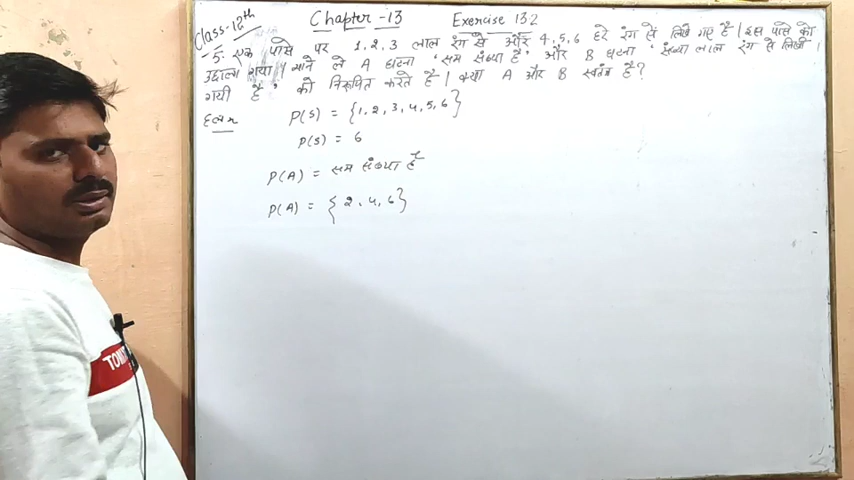 Class-12th
Chapter -13 Exercise 13.2
5. एक पासे पर 1, 2, 3 लाल रंग से और 4, 5, 6 हरे रंग से लिखे गए है | इस पासे को
उछाला गया | माने ले A घटना 'सम संख्या है' और B घटना 'संख्या लाल रंग से लिखी
गयी है' को निरूपित करते है | क्या A और B स्वतंत्र है?
हल
P(S) = {1, 2, 3, 4, 5, 6}
P(S) = 6
P(A) = सम संख्या है
P(A) = {2, 4, 6}
TOM